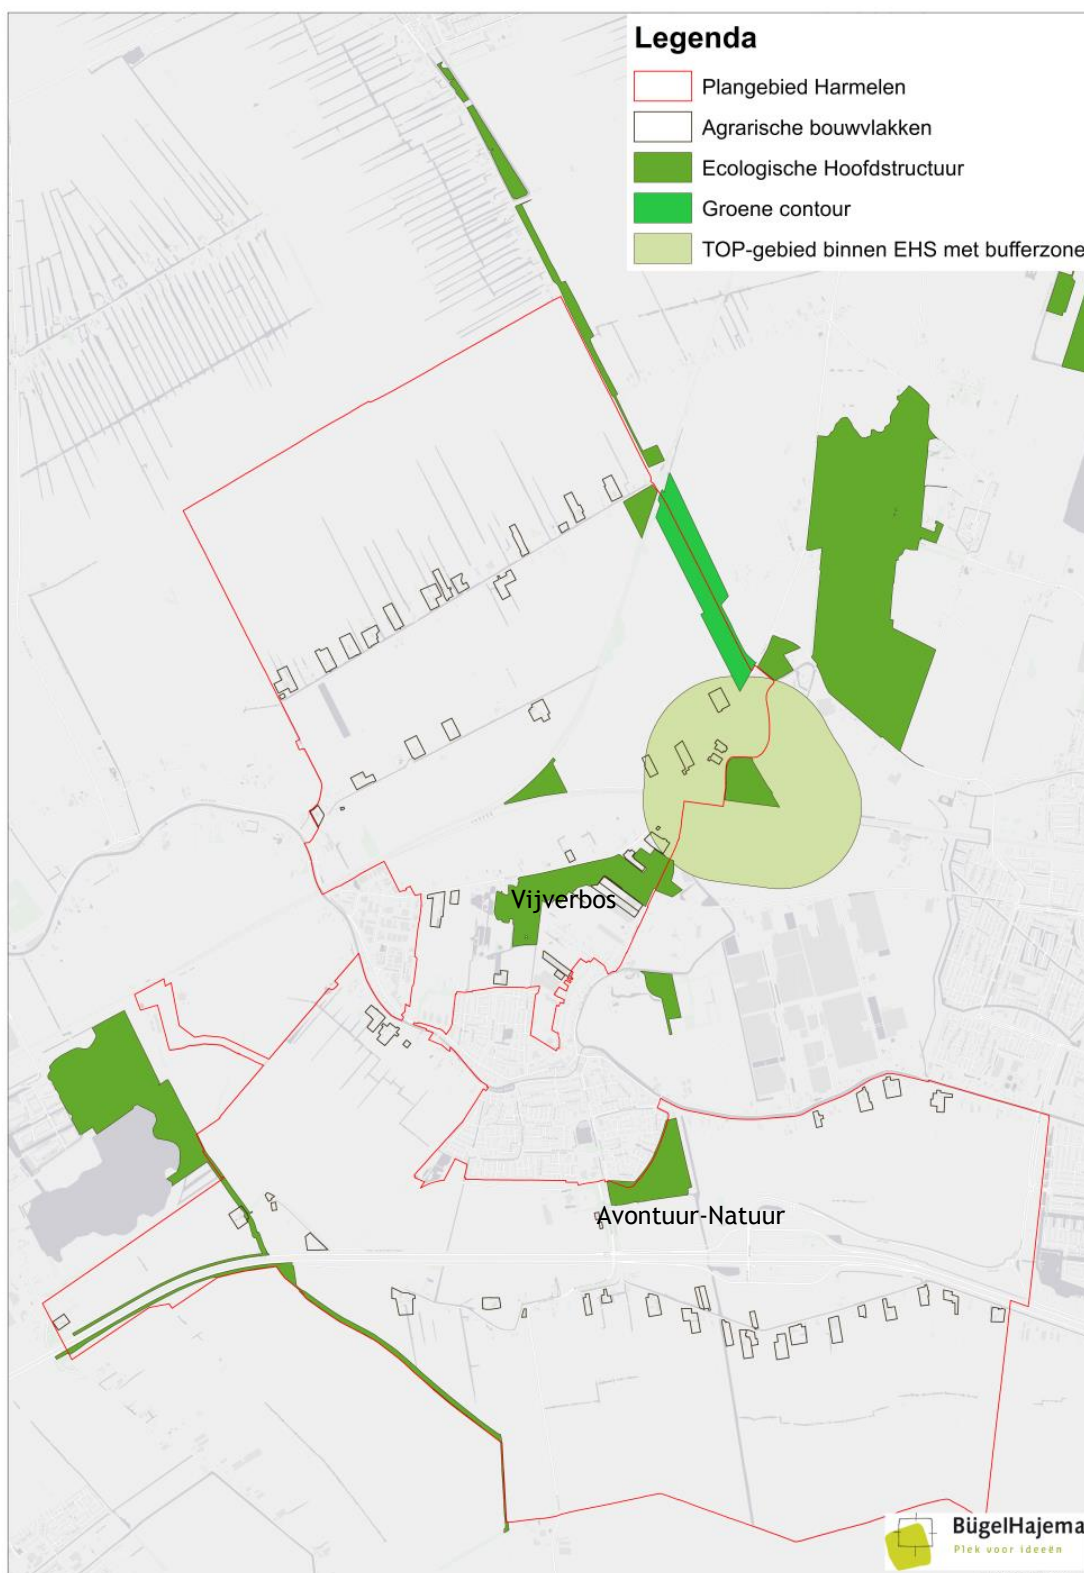 Legenda
Plangebied Harmelen
Agrarische bouwvlakken
Ecologische Hoofdstructuur
Groene contour
TOP-gebied binnen EHS met bufferzone
Vijverbos
Avontuur-Natuur
BügelHajema
Plek voor ideeën